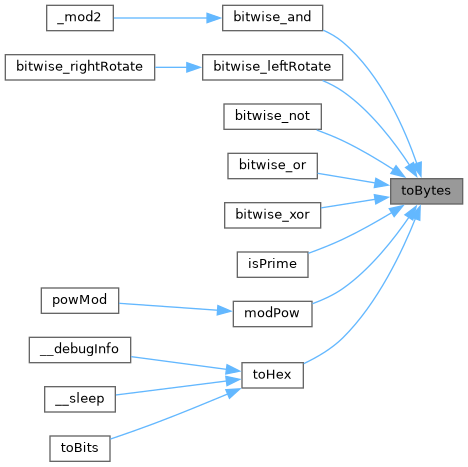 _mod2
bitwise_and
bitwise_rightRotate
bitwise_leftRotate
bitwise_not
bitwise_or
toBytes
bitwise_xor
isPrime
powMod
modPow
__debugInfo
toHex
__sleep
toBits